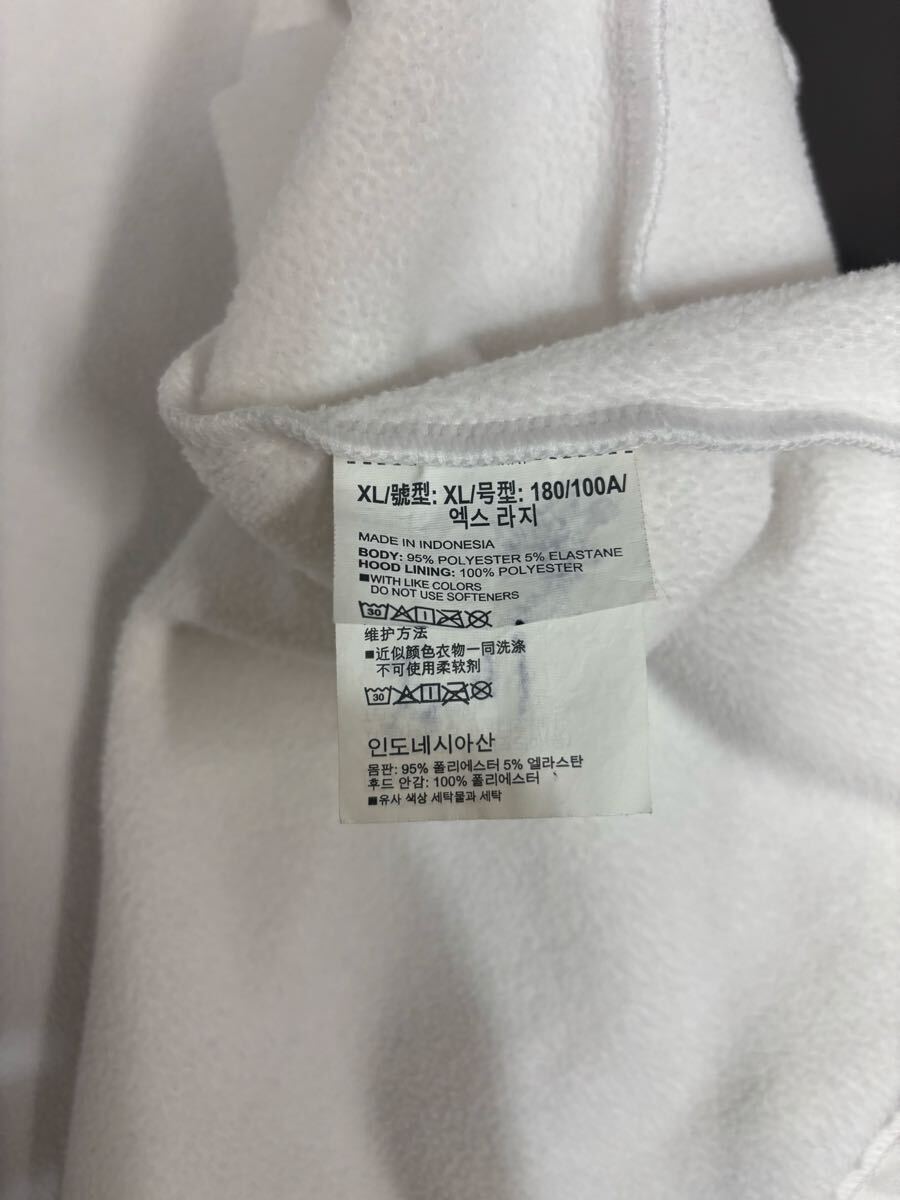 XL/號型: XL/号型: 180/100A/
엑스 라지
MADE IN INDONESIA
BODY: 95% POLYESTER 5% ELASTANE
HOOD LINING: 100% POLYESTER
■WITH LIKE COLORS
DO NOT USE SOFTENERS
30
维护方法
■近似颜色衣物一同洗涤
不可使用柔软剂
30
인도네시아산
몸판: 95% 폴리에스터 5% 엘라스탄
후드 안감: 100% 폴리에스터
■유사 색상 세탁물과 세탁